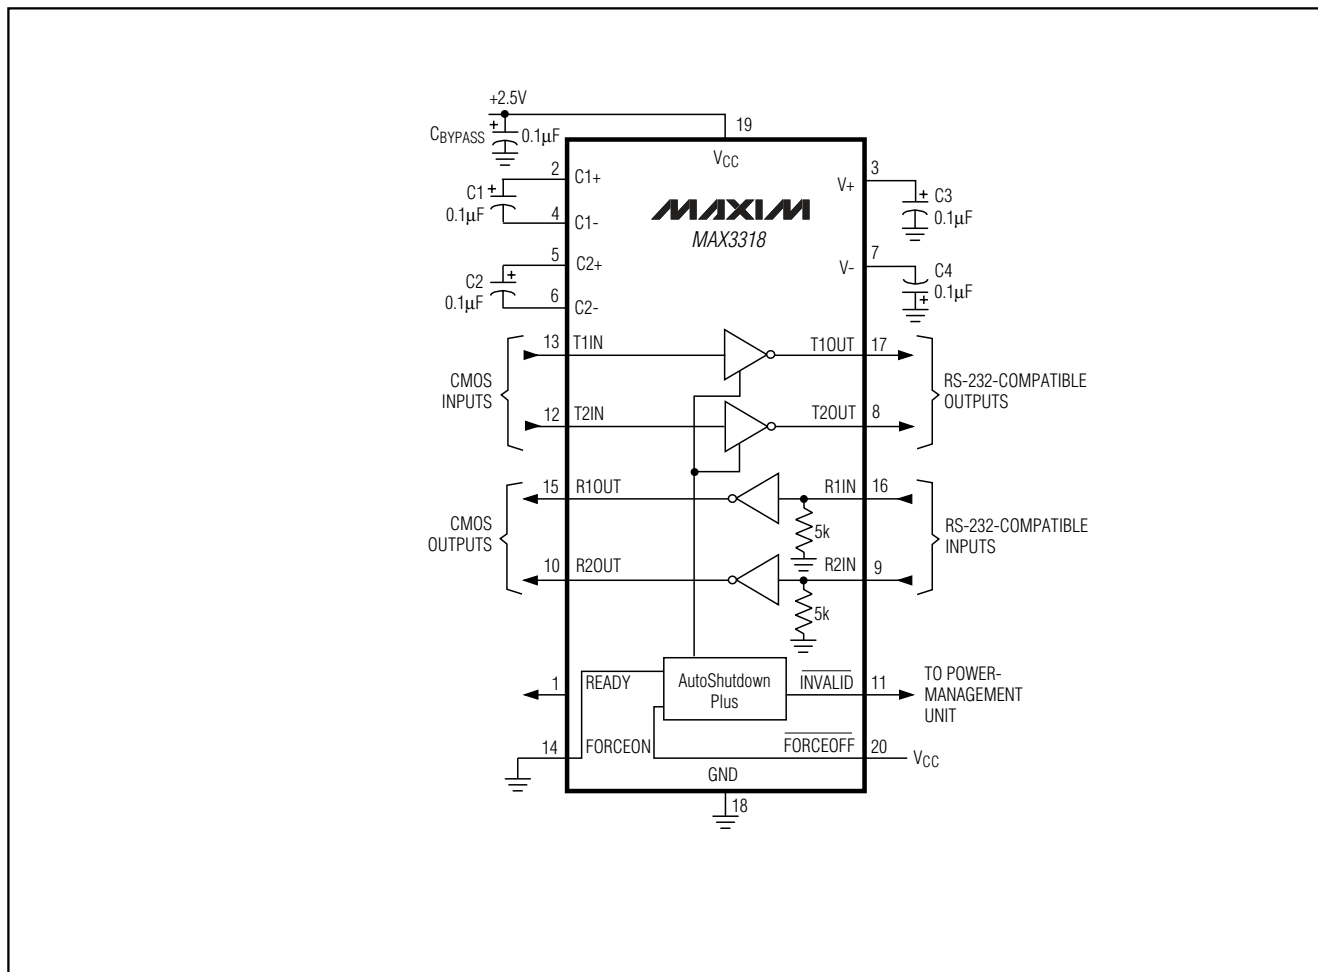 +2.5V
CBYPASS
+
0.1µF
19
VCC
2
C1+
C1
+
0.1µF
4
C1-
5
C2+
C2
+
0.1µF
6
C2-
3
V+
+
C3
0.1µF
7
V-
C4
0.1µF
+
MAXIM
MAX3318
13
T1IN
T1OUT
17
CMOS
INPUTS
RS-232-COMPATIBLE
OUTPUTS
12
T2IN
T2OUT
8
15
R1OUT
R1IN
16
5k
CMOS
OUTPUTS
RS-232-COMPATIBLE
INPUTS
10
R2OUT
R2IN
9
5k
1
READY
AutoShutdown
Plus
INVALID
11
TO POWER-
MANAGEMENT
UNIT
14
FORCEON
FORCEOFF
20
VCC
GND
18